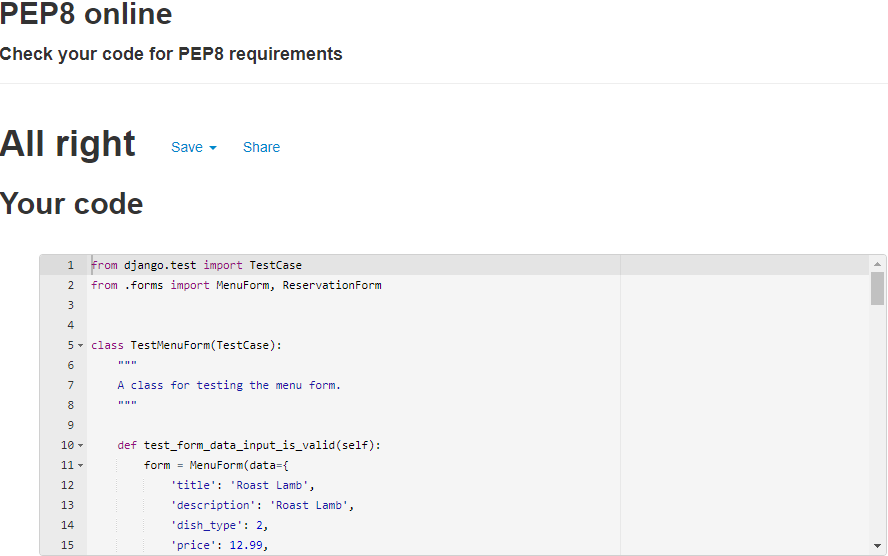 PEP8 online
Check your code for PEP8 requirements
All right Save Share
Your code
1 from django.test import TestCase
2 from .forms import MenuForm, ReservationForm
3
4
5 class TestMenuForm(TestCase):
6 """
7 A class for testing the menu form.
8 """
9
10 def test_form_data_input_is_valid(self):
11 form = MenuForm(data={
12 'title': 'Roast Lamb',
13 'description': 'Roast Lamb',
14 'dish_type': 2,
15 'price': 12.99,